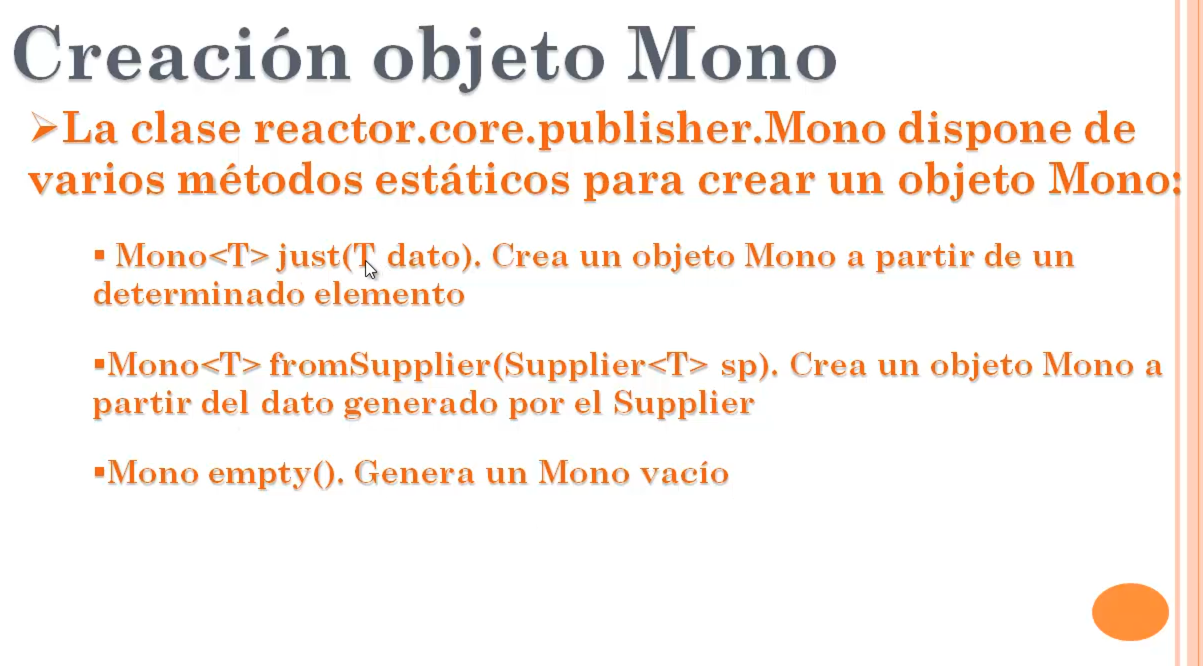 Creación objeto Mono
➢La clase reactor.core.publisher.Mono dispone de
varios métodos estáticos para crear un objeto Mono:
▪ Mono<T> just(T dato). Crea un objeto Mono a partir de un
determinado elemento
▪Mono<T> fromSupplier(Supplier<T> sp). Crea un objeto Mono a
partir del dato generado por el Supplier
▪Mono empty(). Genera un Mono vacío